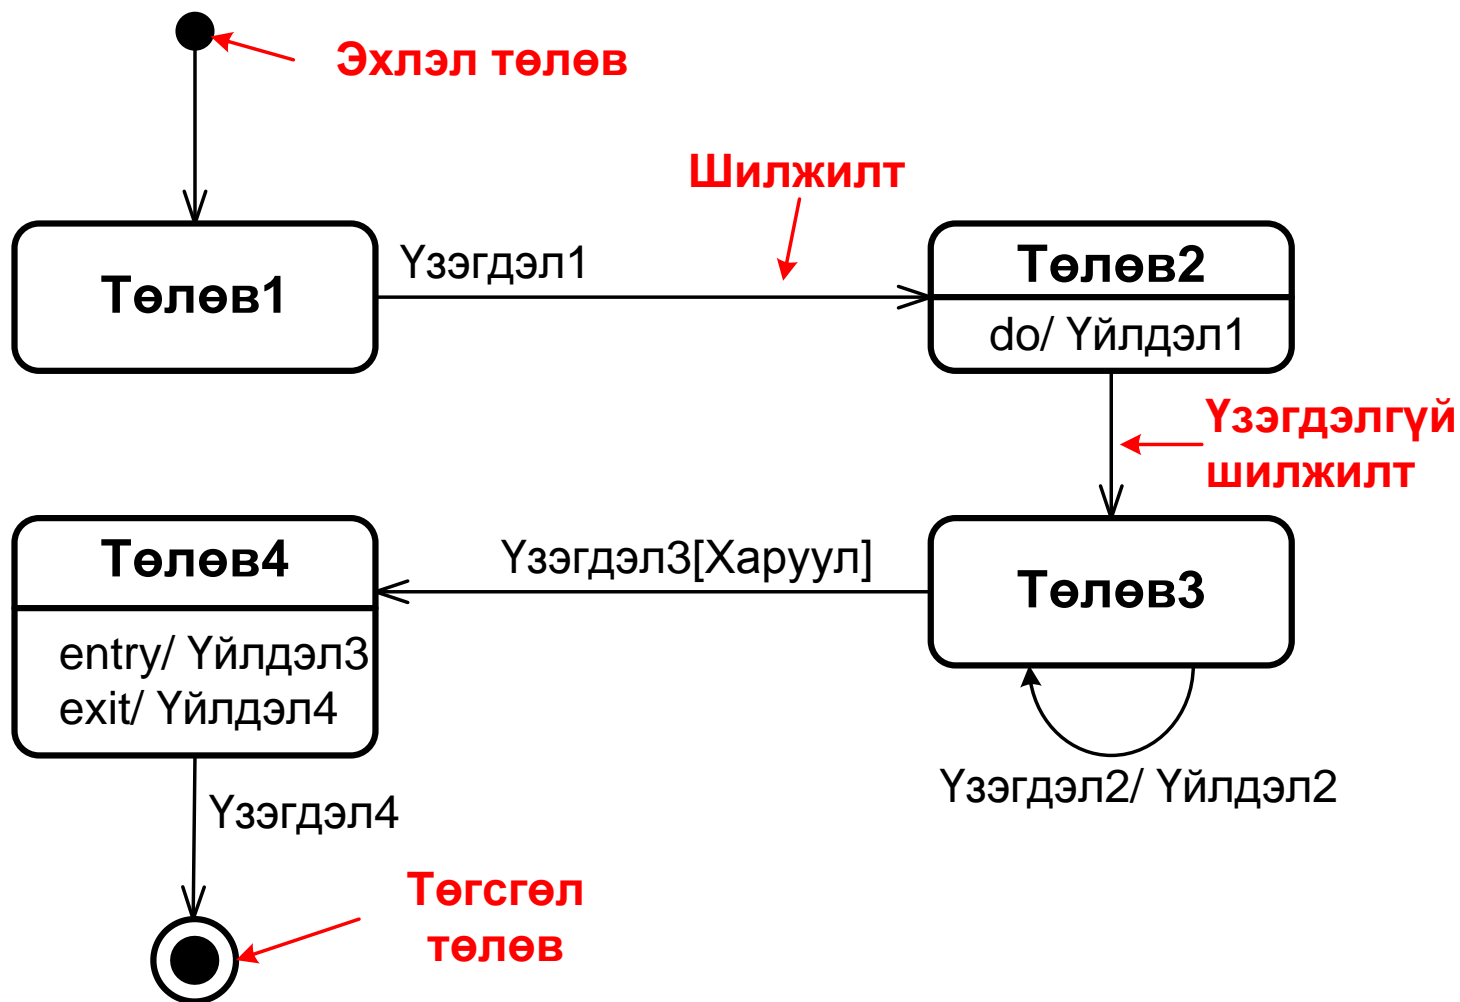 Эхлэл төлөв
Шилжилт
Төлөв1
Үзэгдэл1
Төлөв2
do/ Үйлдэл1
Үзэгдэлгүй
шилжилт
Төлөв4
entry/ Үйлдэл3
exit/ Үйлдэл4
Үзэгдэл3[Харуул]
Төлөв3
Үзэгдэл2/ Үйлдэл2
Үзэгдэл4
Төгсгөл
төлөв